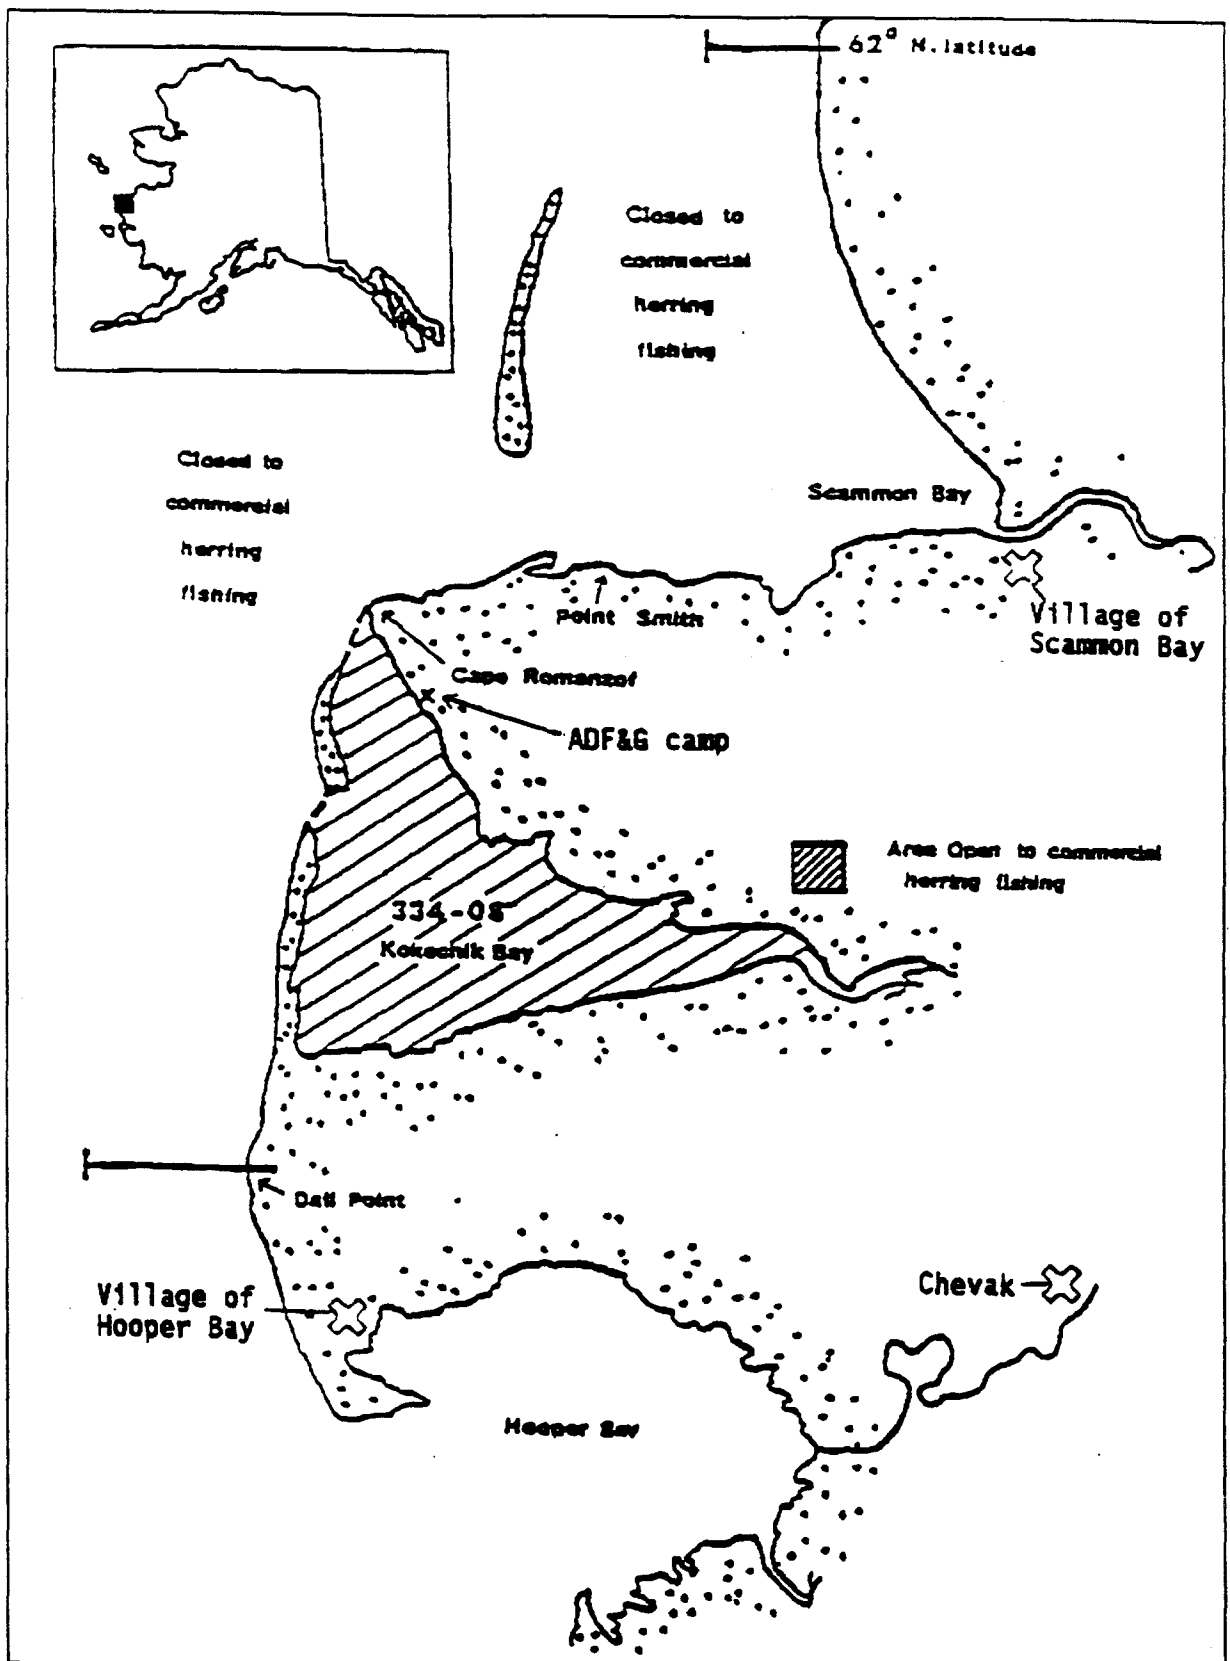 62° N. latitude
Closed to
commercial
herring
fishing
Closed to
commercial
herring
fishing
Scammon Bay
Point Smith
Village of
Scammon Bay
Cape Romanzof
ADF&G camp
Area Open to commercial
herring fishing
334-08
Kokechik Bay
Dall Point
Village of
Hooper Bay
Chevak
Hooper Bay